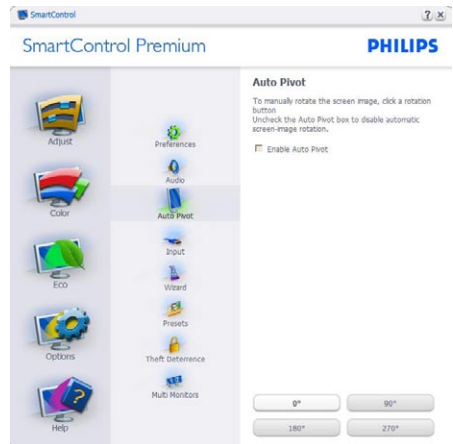 SmartControl
? x
SmartControl Premium
PHILIPS
Adjust
Color
Eco
Options
Help
Preferences
Audio
Auto Pivot
Input
Wizard
Presets
Theft Deterrence
Multi Monitors
Auto Pivot
To manually rotate the screen image, click a rotation
button
Uncheck the Auto Pivot box to disable automatic
screen-image rotation.
Enable Auto Pivot
0°
90°
180°
270°